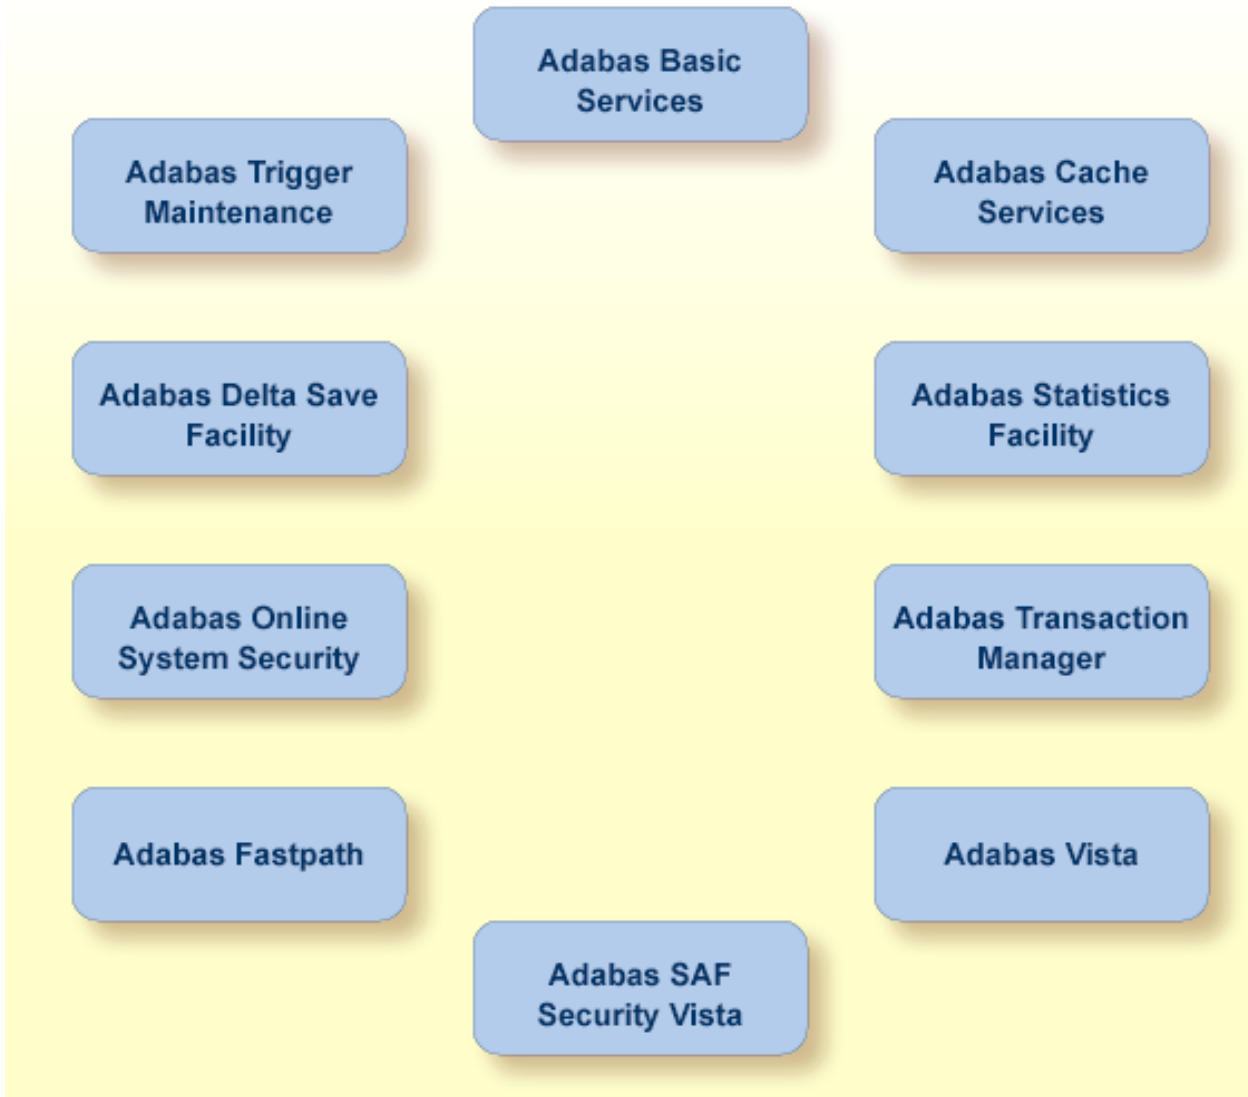 Adabas Basic
Services
Adabas Trigger
Maintenance
Adabas Cache
Services
Adabas Delta Save
Facility
Adabas Statistics
Facility
Adabas Online
System Security
Adabas Transaction
Manager
Adabas Fastpath
Adabas Vista
Adabas SAF
Security Vista